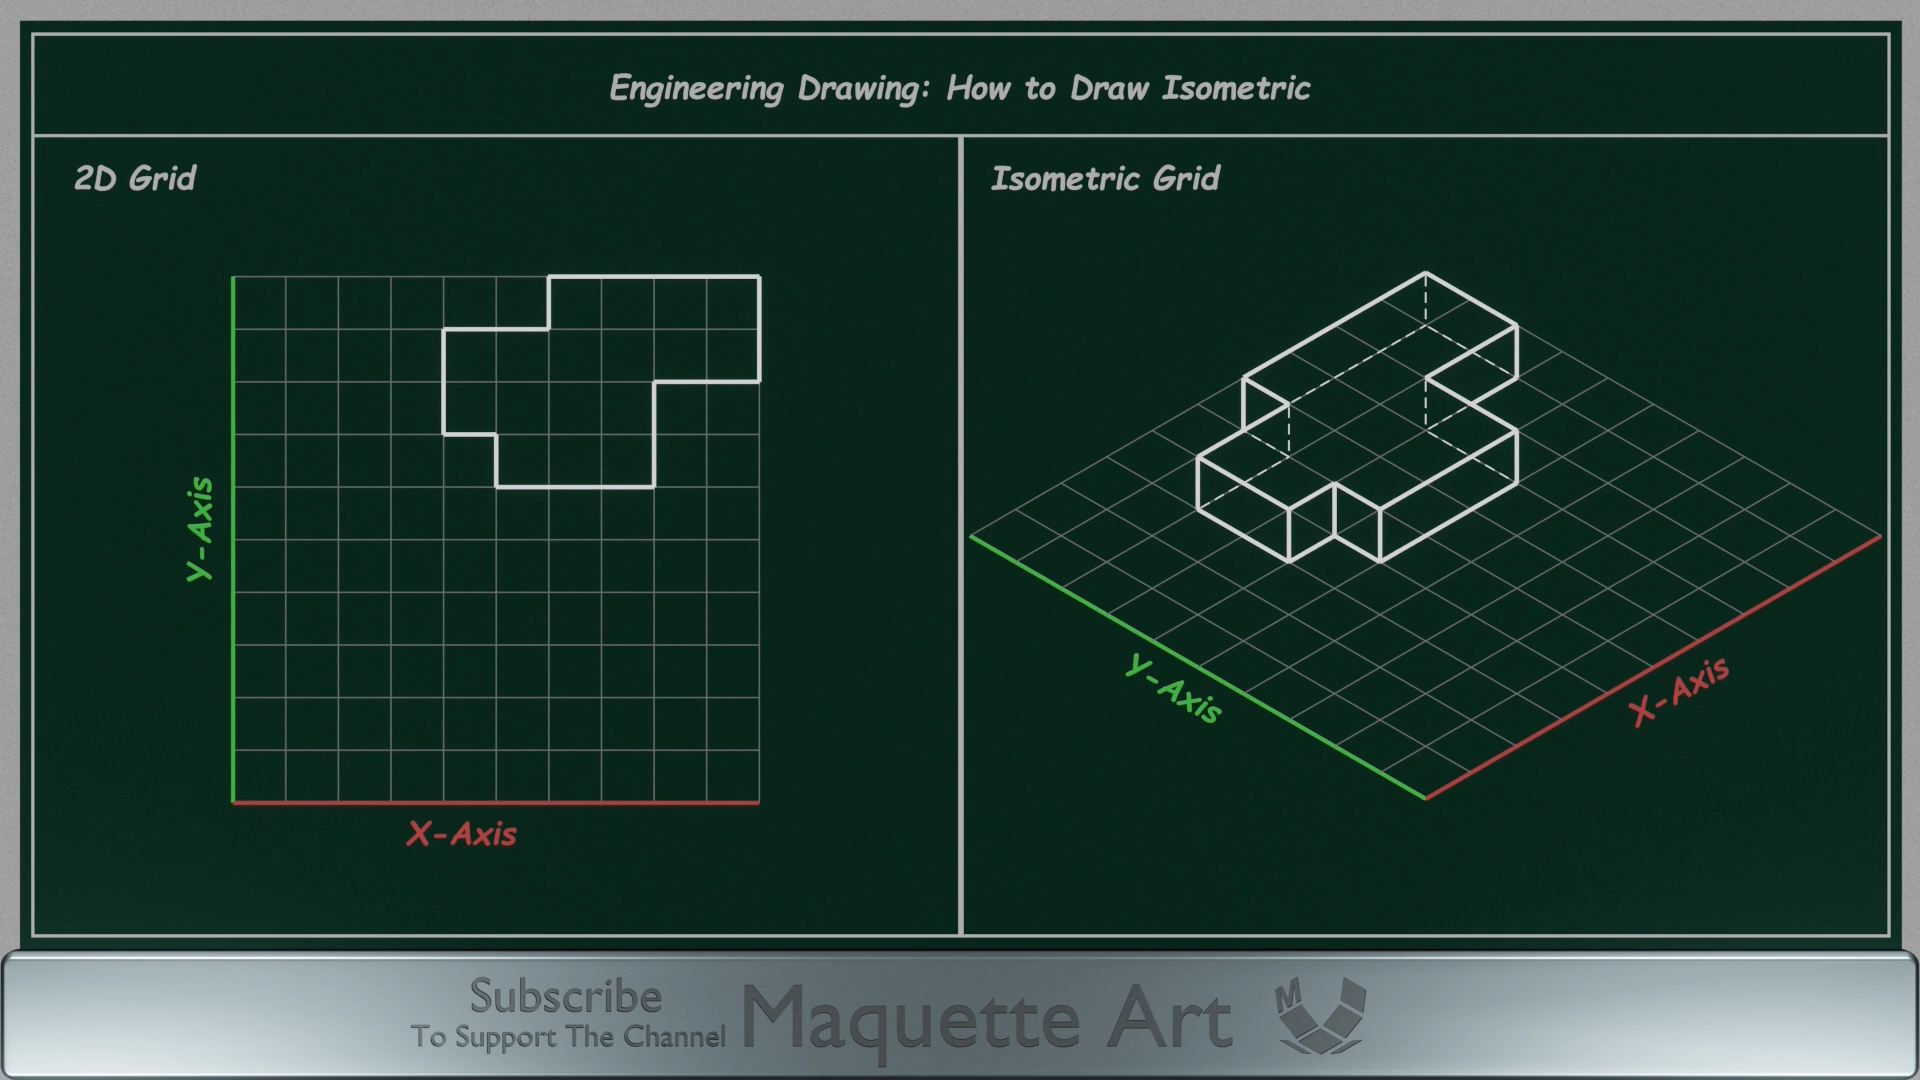 Engineering Drawing: How to Draw Isometric
2D Grid
Isometric Grid
Y-Axis
X-Axis
Y-Axis
X-Axis
Subscribe
To Support The Channel
Maquette Art
M